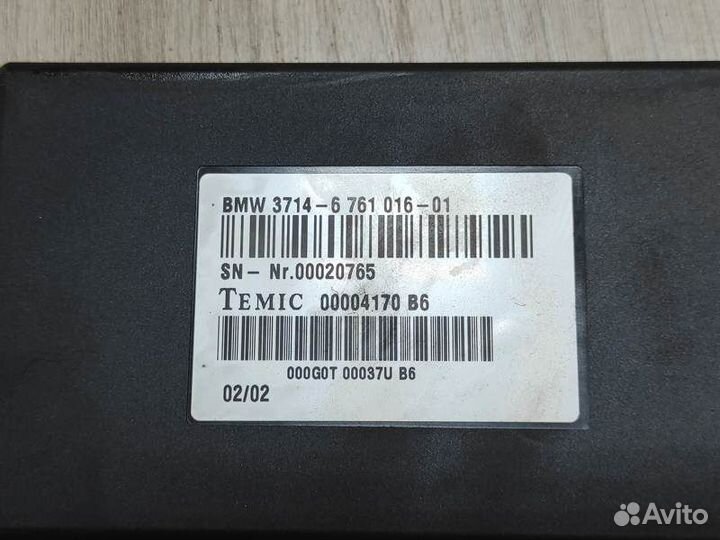 BMW 3714-6 761 016-01
SN- Nr.00020765
TEMIC 00004170 B6
000G0T 00037U B6
02/02
Avito